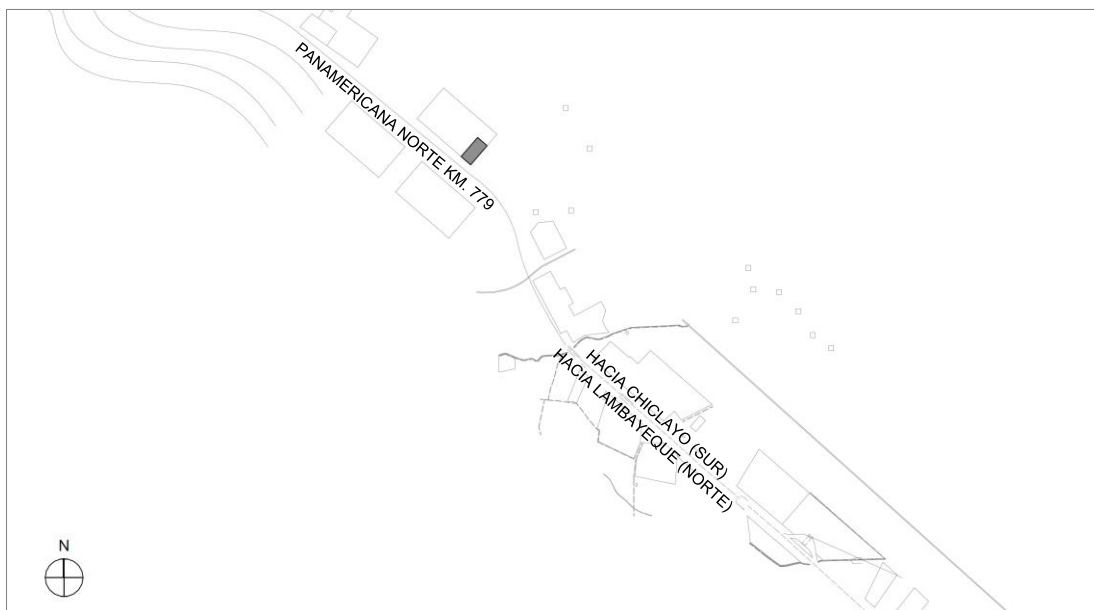 PANAMERICANA NORTE KM. 779
HACIA CHICLAYO (SUR)
HACIA LAMBAYEQUE (NORTE)
N